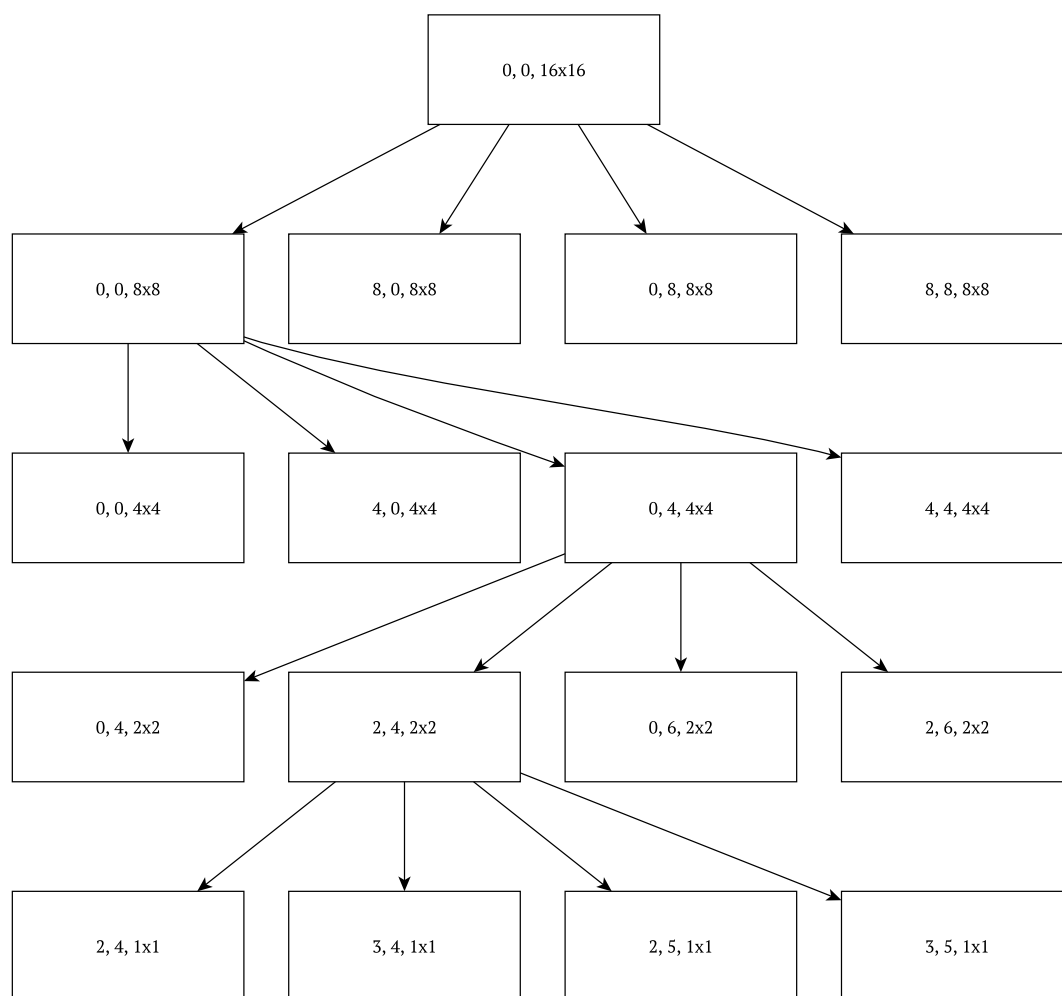 0, 0, 16x16
0, 0, 8x8
8, 0, 8x8
0, 8, 8x8
8, 8, 8x8
0, 0, 4x4
4, 0, 4x4
0, 4, 4x4
4, 4, 4x4
0, 4, 2x2
2, 4, 2x2
0, 6, 2x2
2, 6, 2x2
2, 4, 1x1
3, 4, 1x1
2, 5, 1x1
3, 5, 1x1